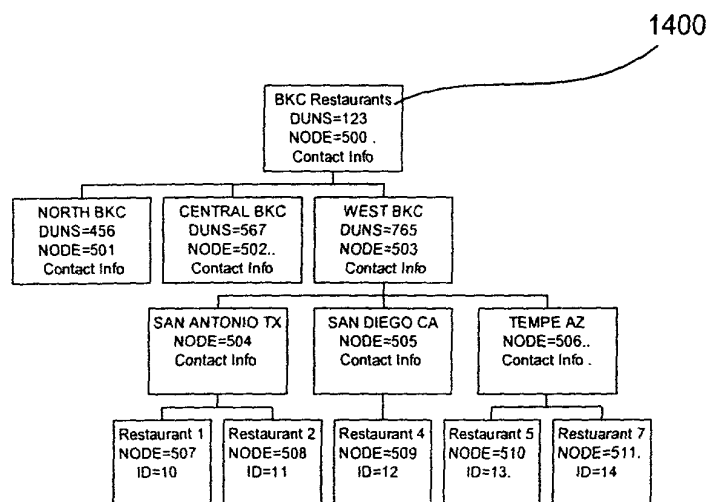 1400
BKC Restaurants
DUNS=123
NODE=500 .
Contact Info
NORTH BKC
DUNS=456
NODE=501
Contact Info
CENTRAL BKC
DUNS=567
NODE=502..
Contact Info
WEST BKC
DUNS=765
NODE=503
Contact Info
SAN ANTONIO TX
NODE=504
Contact Info
SAN DIEGO CA
NODE=505
Contact Info
TEMPE AZ
NODE=506..
Contact Info .
Restaurant 1
NODE=507
ID=10
Restaurant 2
NODE=508
ID=11
Restaurant 4
NODE=509
ID=12
Restaurant 5
NODE=510
ID=13.
Restuarant 7
NODE=511.
ID=14